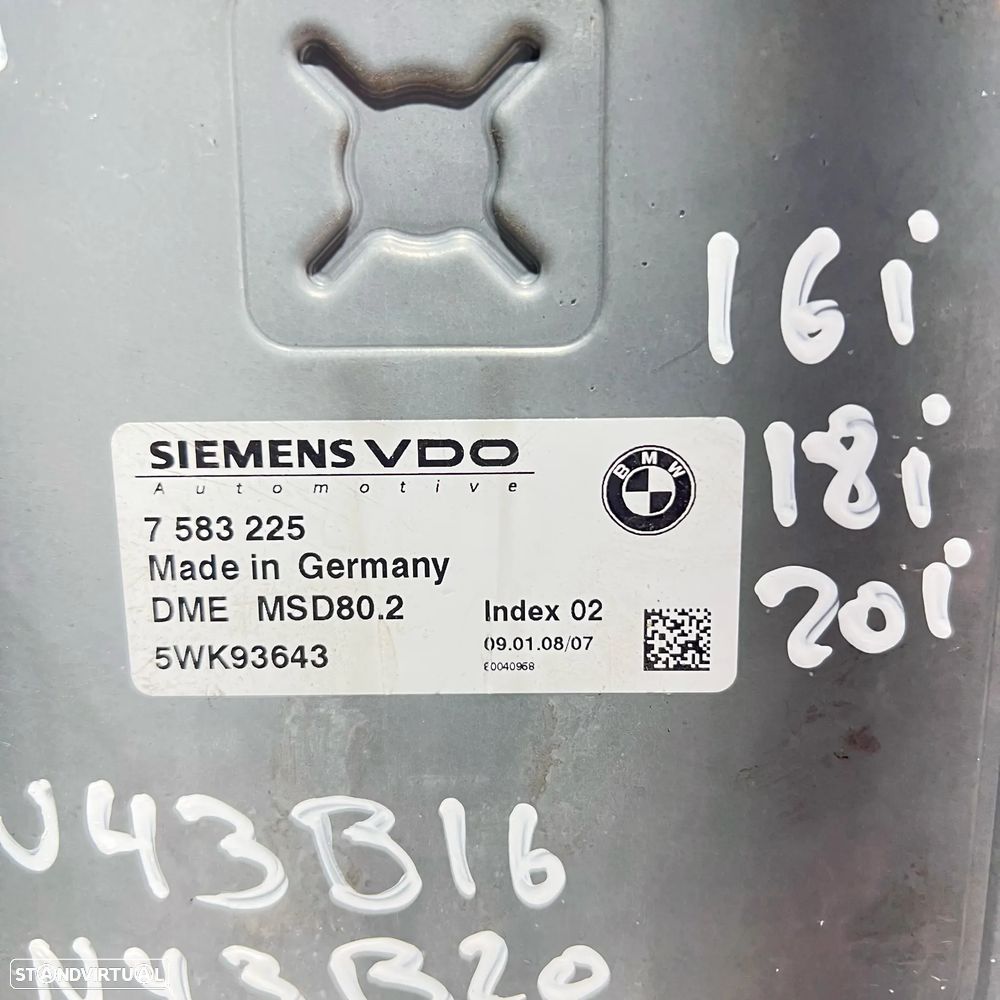 16i
SIEMENS VDO
Automotive
BMW
18i
7 583 225
Made in Germany
20i
DME MSD80.2 Index 02
5WK93643 09.01.08/07
E0040968
N43B16
N43B20
STANDVIRTUAL